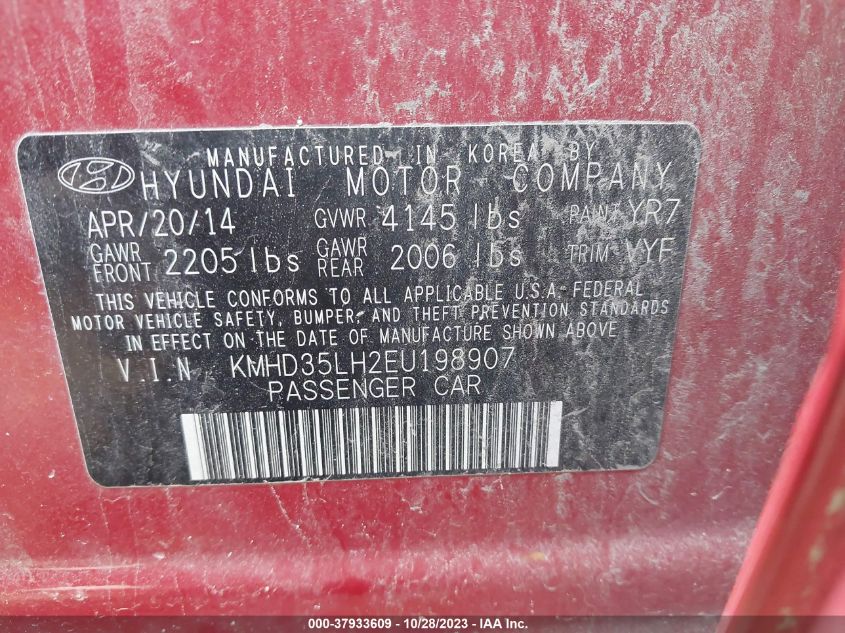 MANUFACTURED IN KOREA BY
HYUNDAI MOTOR COMPANY
APR/20/14 GVWR 4145 lbs PAINT YR7
GAWR FRONT 2205 lbs GAWR REAR 2006 lbs TRIM VYF
THIS VEHICLE CONFORMS TO ALL APPLICABLE U.S.A. FEDERAL
MOTOR VEHICLE SAFETY, BUMPER, AND THEFT PREVENTION STANDARDS
IN EFFECT ON THE DATE OF MANUFACTURE SHOWN ABOVE
V.I.N KMHD35LH2EU198907
PASSENGER CAR
000-37933609 | 10/28/2023 - IAA Inc.